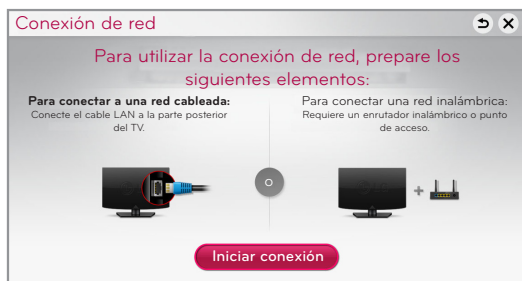 Conexión de red
Para utilizar la conexión de red, prepare los
siguientes elementos:
Para conectar a una red cableada:
Conecte el cable LAN a la parte posterior
del TV.
O
Para conectar una red inalámbrica:
Requiere un enrutador inalámbrico o punto
de acceso.
Iniciar conexión